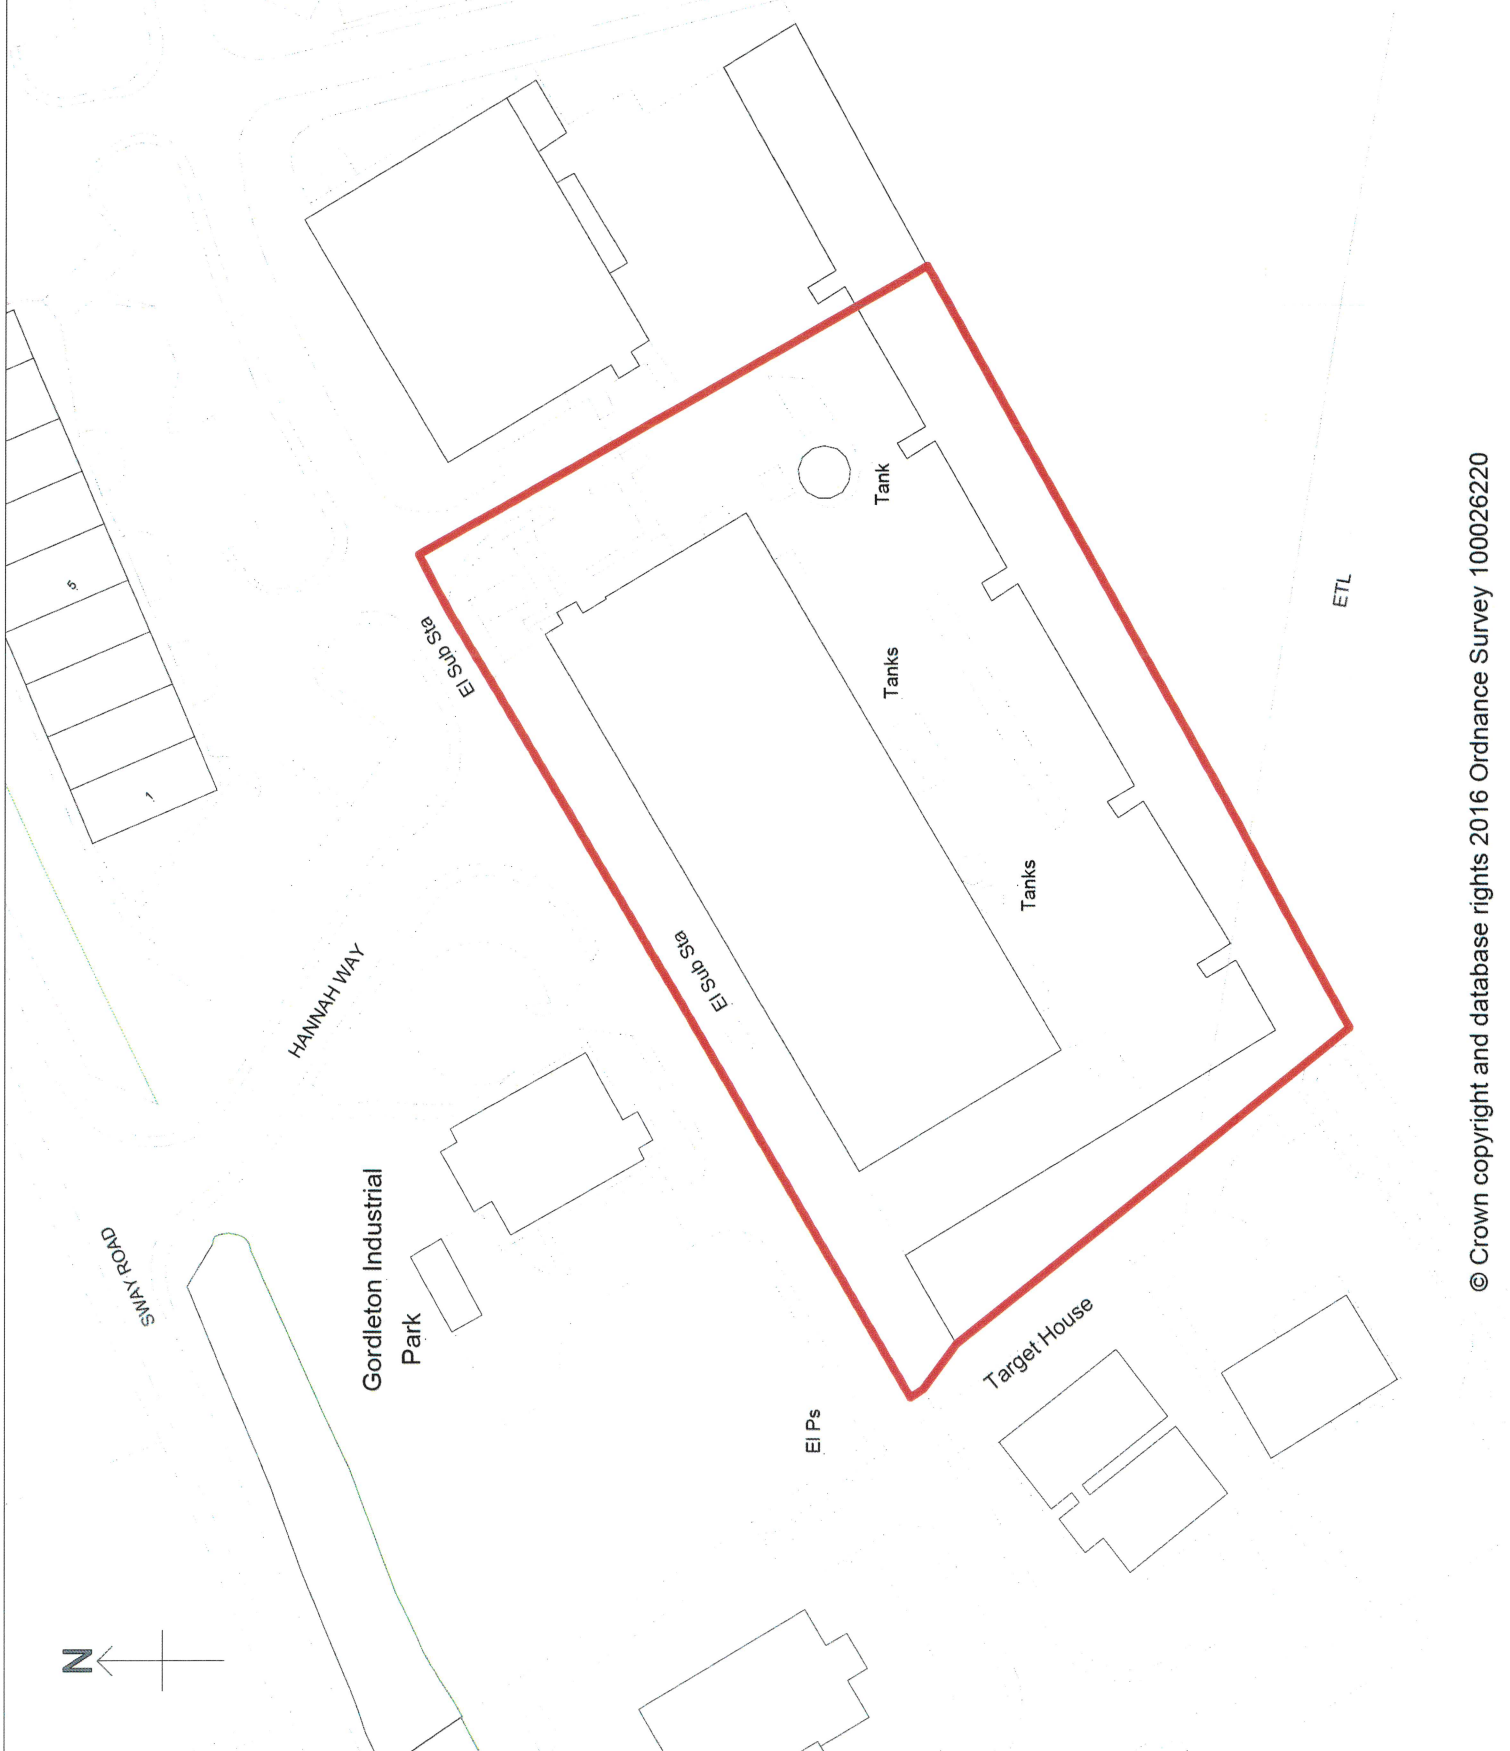 N
SWAY ROAD
HANNAH WAY
Gordleton Industrial
Park
1
5
El Sub Sta
El Sub Sta
Tank
Tanks
Tanks
El Ps
Target House
ETL
© Crown copyright and database rights 2016 Ordnance Survey 100026220